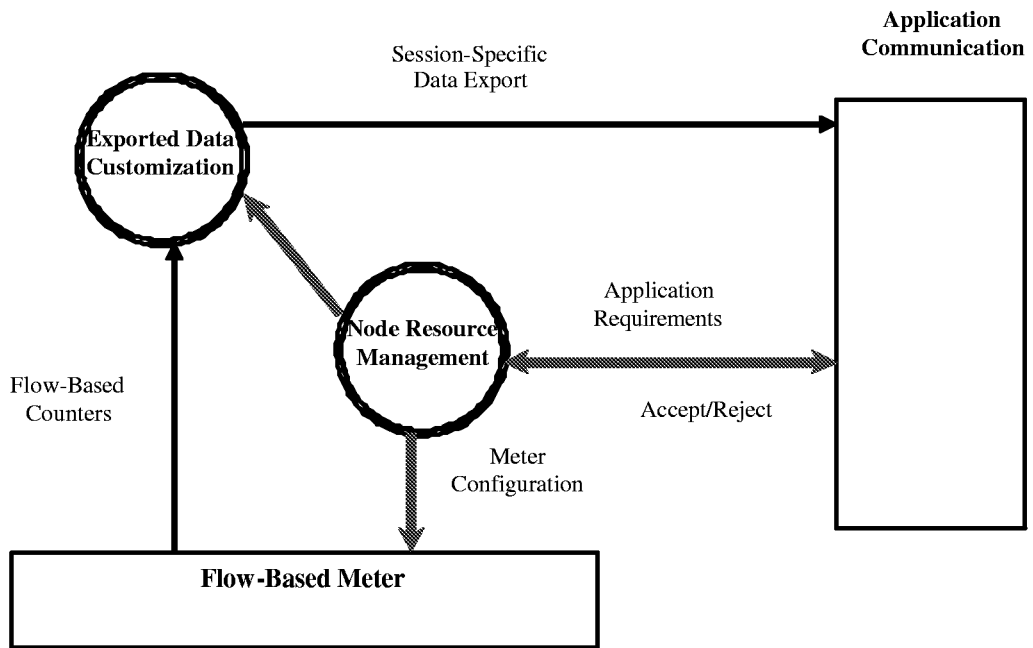 Application
Communication
Session-Specific
Data Export
Exported Data
Customization
Application
Requirements
Node Resource
Management
Flow-Based
Counters
Accept/Reject
Meter
Configuration
Flow-Based Meter